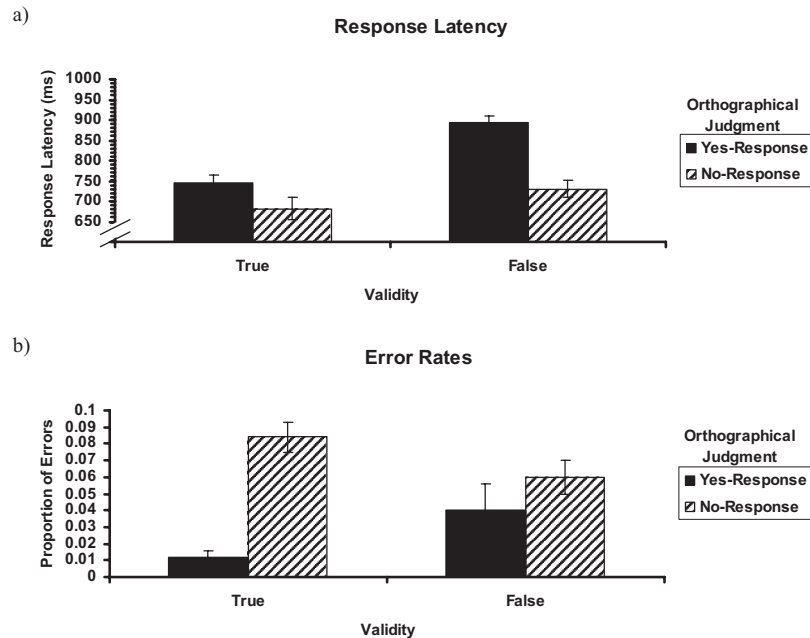 a)
Response Latency
Response Latency (ms)
1000
950
900
850
800
750
700
650
True
False
Validity
Orthographical
Judgment
Yes-Response
No-Response
b)
Error Rates
Proportion of Errors
0.1
0.09
0.08
0.07
0.06
0.05
0.04
0.03
0.02
0.01
0
True
False
Validity
Orthographical
Judgment
Yes-Response
No-Response